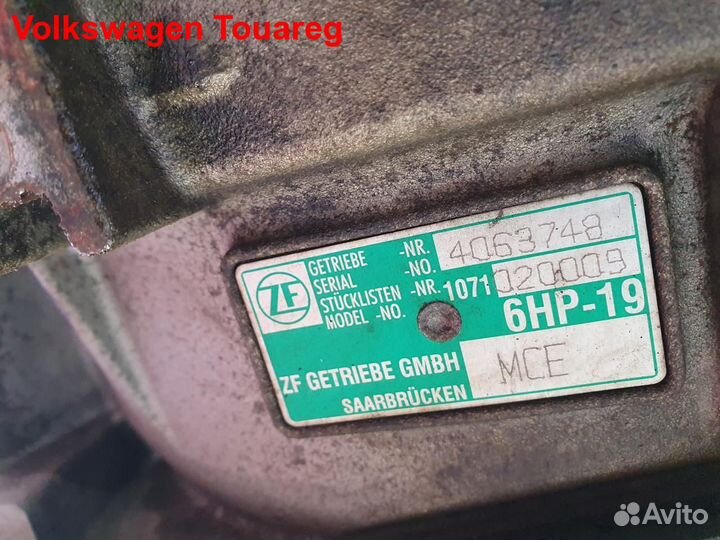 Volkswagen Touareg
ZF
GETRIEBE -NR. 4063748
SERIAL -NO.
STÜCKLISTEN -NR. 1071 020009
MODEL -NO.
6HP-19
ZF GETRIEBE GMBH MCE
SAARBRÜCKEN
Avito